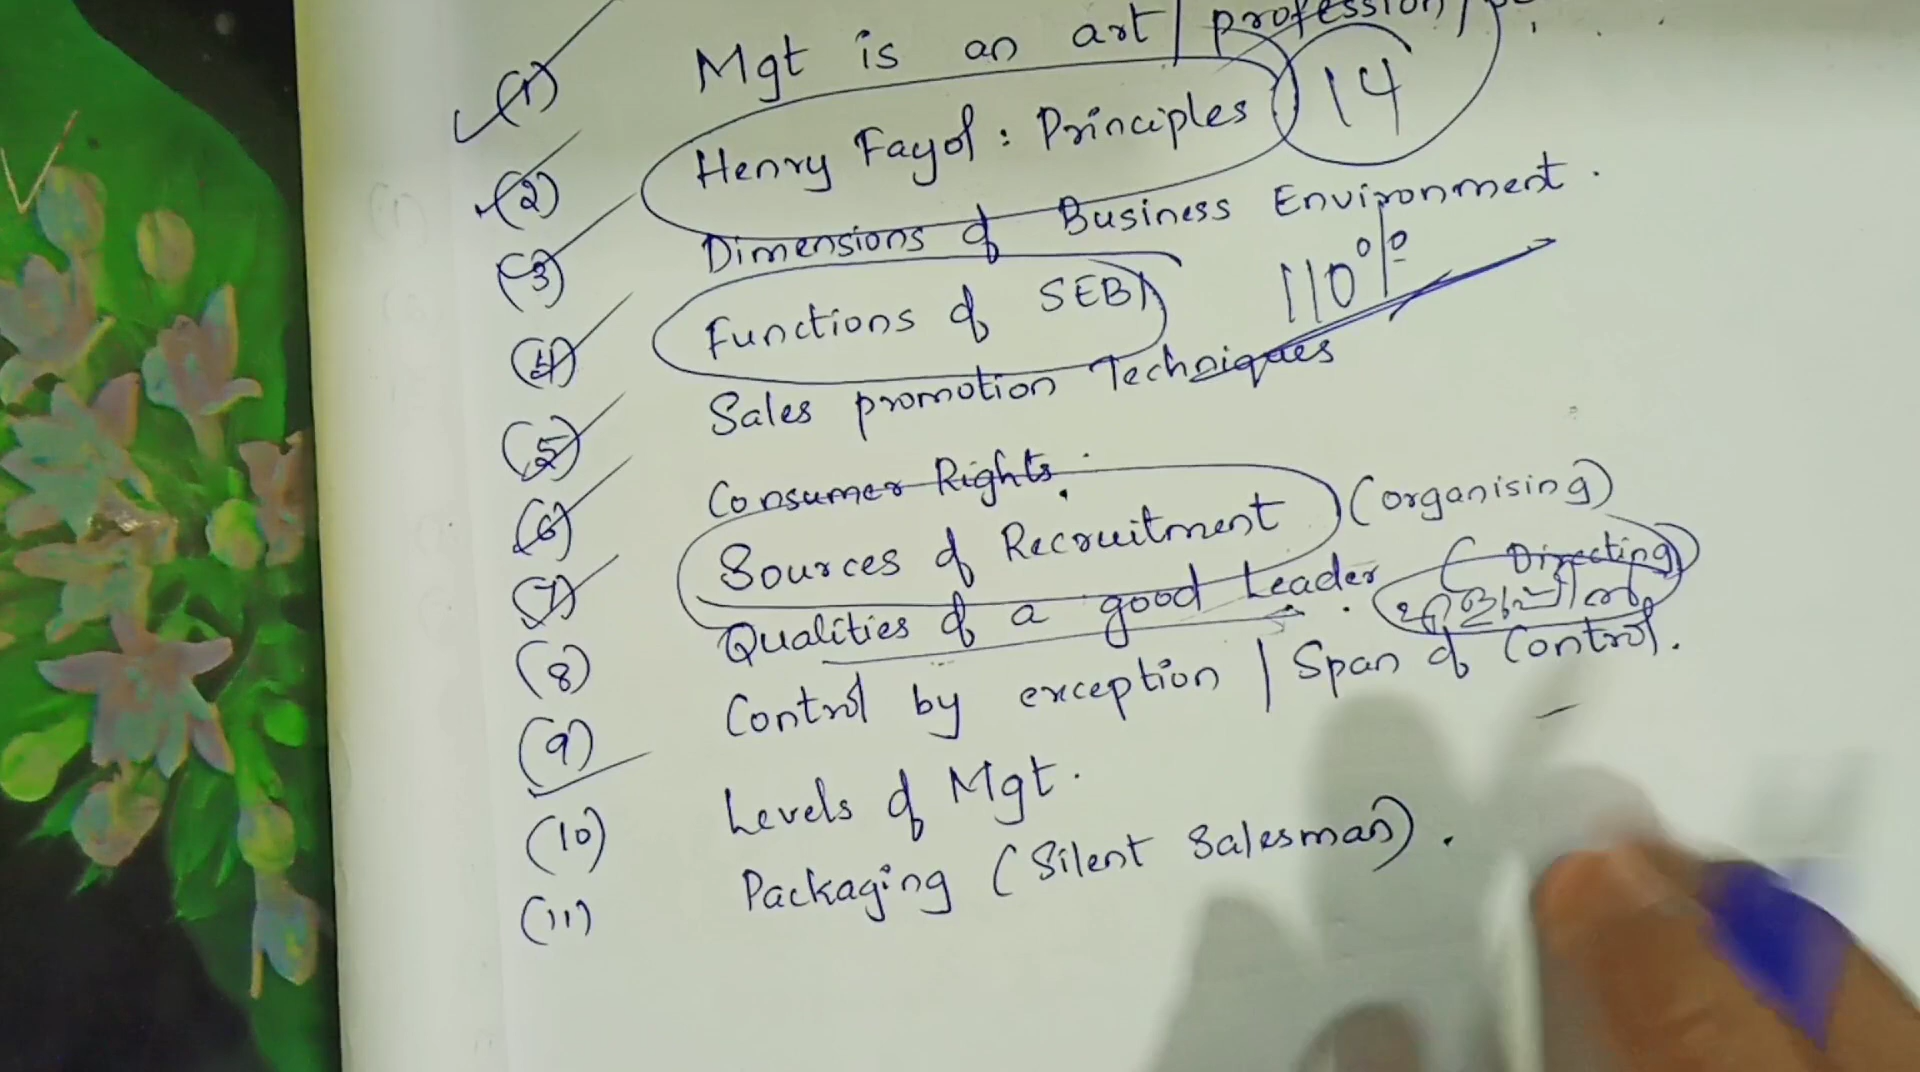 (1) Mgt is an art / profession /
(2) Henry Fayol : Principles 14
(3) Dimensions of Business Environment.
(4) Functions of SEBI 110%
(5) Sales promotion Techniques
(6) Consumer Rights.
(7) Sources of Recruitment (organising)
(8) Qualities of a good Leader. (Directing)
(9) Control by exception / Span of Control.
(10) Levels of Mgt.
(11) Packaging (Silent Salesman).